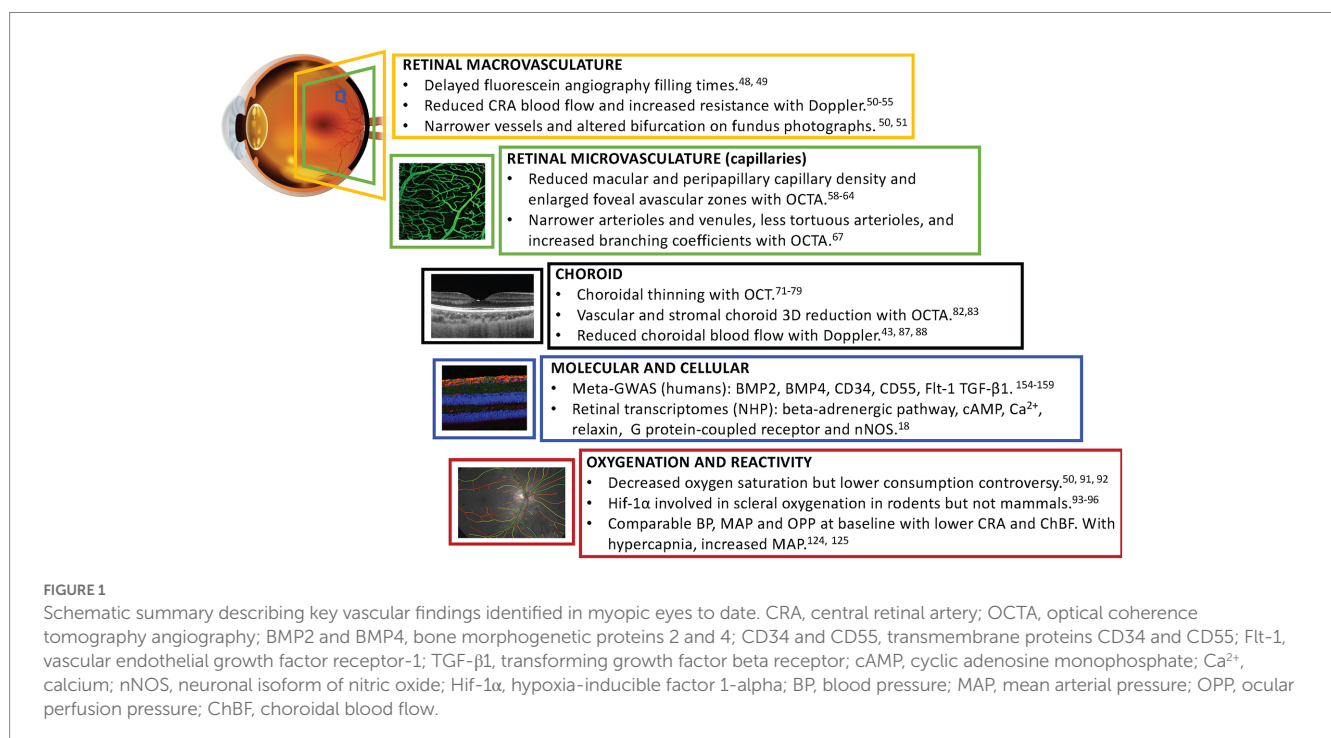 RETINAL MACROVASCULATURE
• Delayed fluorescein angiography filling times.48, 49
• Reduced CRA blood flow and increased resistance with Doppler.50-55
• Narrower vessels and altered bifurcation on fundus photographs. 50, 51
RETINAL MICROVASCULATURE (capillaries)
• Reduced macular and peripapillary capillary density and
enlarged foveal avascular zones with OCTA.58-64
• Narrower arterioles and venules, less tortuous arterioles, and
increased branching coefficients with OCTA.67
CHOROID
• Choroidal thinning with OCT.71-79
• Vascular and stromal choroid 3D reduction with OCTA.82,83
• Reduced choroidal blood flow with Doppler.43, 87, 88
MOLECULAR AND CELLULAR
• Meta-GWAS (humans): BMP2, BMP4, CD34, CD55, Flt-1 TGF-β1. 154-159
• Retinal transcriptomes (NHP): beta-adrenergic pathway, cAMP, Ca2+,
relaxin, G protein-coupled receptor and nNOS.18
OXYGENATION AND REACTIVITY
• Decreased oxygen saturation but lower consumption controversy.50, 91, 92
• Hif-1α involved in scleral oxygenation in rodents but not mammals.93-96
• Comparable BP, MAP and OPP at baseline with lower CRA and ChBF. With
hypercapnia, increased MAP.124, 125
FIGURE 1
Schematic summary describing key vascular findings identified in myopic eyes to date. CRA, central retinal artery; OCTA, optical coherence
tomography angiography; BMP2 and BMP4, bone morphogenetic proteins 2 and 4; CD34 and CD55, transmembrane proteins CD34 and CD55; Flt-1,
vascular endothelial growth factor receptor-1; TGF-β1, transforming growth factor beta receptor; cAMP, cyclic adenosine monophosphate; Ca2+,
calcium; nNOS, neuronal isoform of nitric oxide; Hif-1α, hypoxia-inducible factor 1-alpha; BP, blood pressure; MAP, mean arterial pressure; OPP, ocular
perfusion pressure; ChBF, choroidal blood flow.